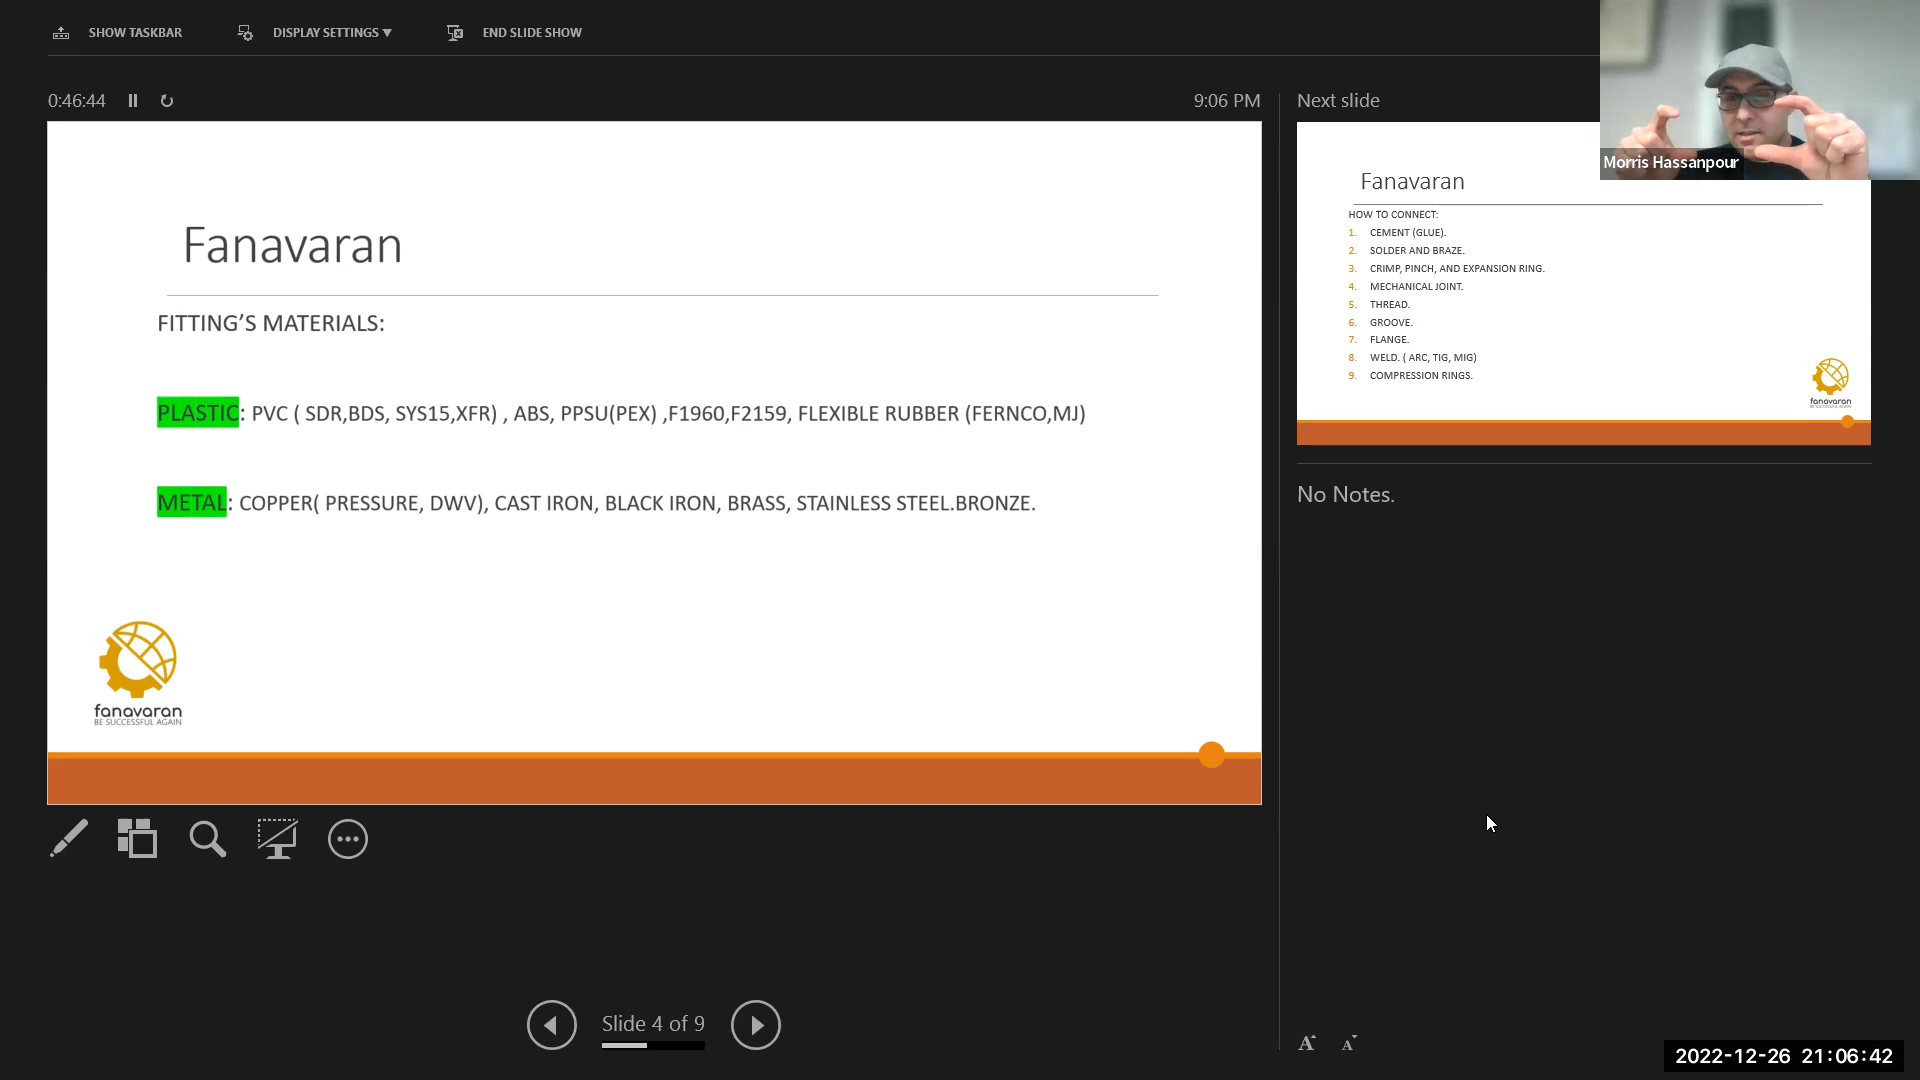 SHOW TASKBAR
DISPLAY SETTINGS
END SLIDE SHOW
0:46:44
9:06 PM
Fanavaran
FITTING’S MATERIALS:
PLASTIC: PVC ( SDR,BDS, SYS15,XFR) , ABS, PPSU(PEX) ,F1960,F2159, FLEXIBLE RUBBER (FERNCO,MJ)
METAL: COPPER( PRESSURE, DWV), CAST IRON, BLACK IRON, BRASS, STAINLESS STEEL.BRONZE.
fanavaran
BE SUCCESSFUL AGAIN
Slide 4 of 9
Next slide
Morris Hassanpour
Fanavaran
HOW TO CONNECT:
1. CEMENT (GLUE).
2. SOLDER AND BRAZE.
3. CRIMP, PINCH, AND EXPANSION RING.
4. MECHANICAL JOINT.
5. THREAD.
6. GROOVE.
7. FLANGE.
8. WELD. ( ARC, TIG, MIG)
9. COMPRESSION RINGS.
fanavaran
BE SUCCESSFUL AGAIN
No Notes.
A A
2022-12-26 21:06:42